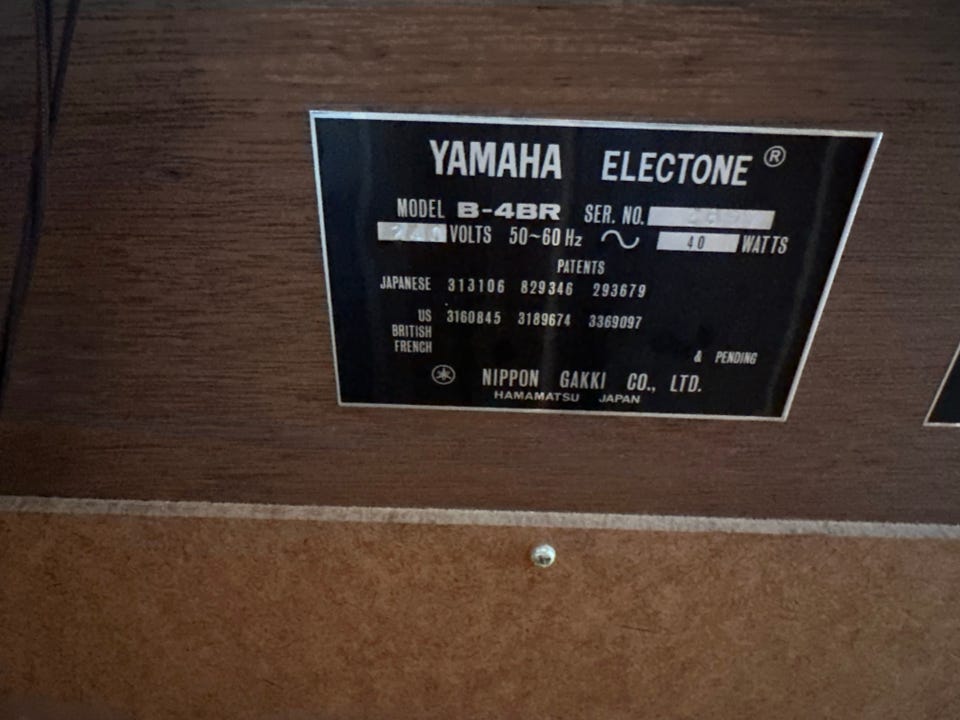 YAMAHA ELECTONE ®
MODEL B-4BR SER. NO.
240 VOLTS 50~60 Hz 40 WATTS
PATENTS
JAPANESE 313106 829346 293679
US 3160845 3189674 3369097
BRITISH
FRENCH
& PENDING
NIPPON GAKKI CO., LTD.
HAMAMATSU JAPAN